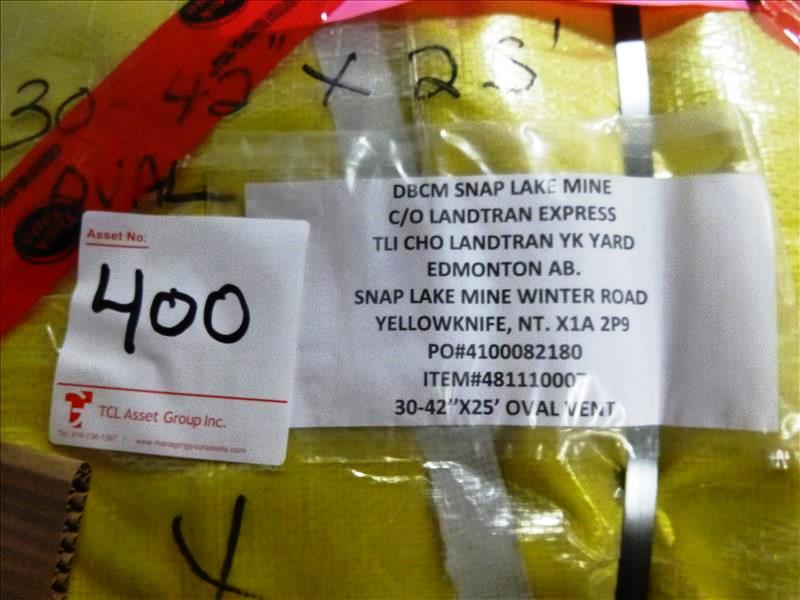 30-42" x 25'
OVAL
DBCM SNAP LAKE MINE
C/O LANDTRAN EXPRESS
TLI CHO LANDTRAN YK YARD
EDMONTON AB.
SNAP LAKE MINE WINTER ROAD
YELLOWKNIFE, NT. X1A 2P9
PO#4100082180
ITEM#481110007
30-42"X25' OVAL VENT
Asset No:
400
TCL Asset Group Inc.
www.managingyourassets.com